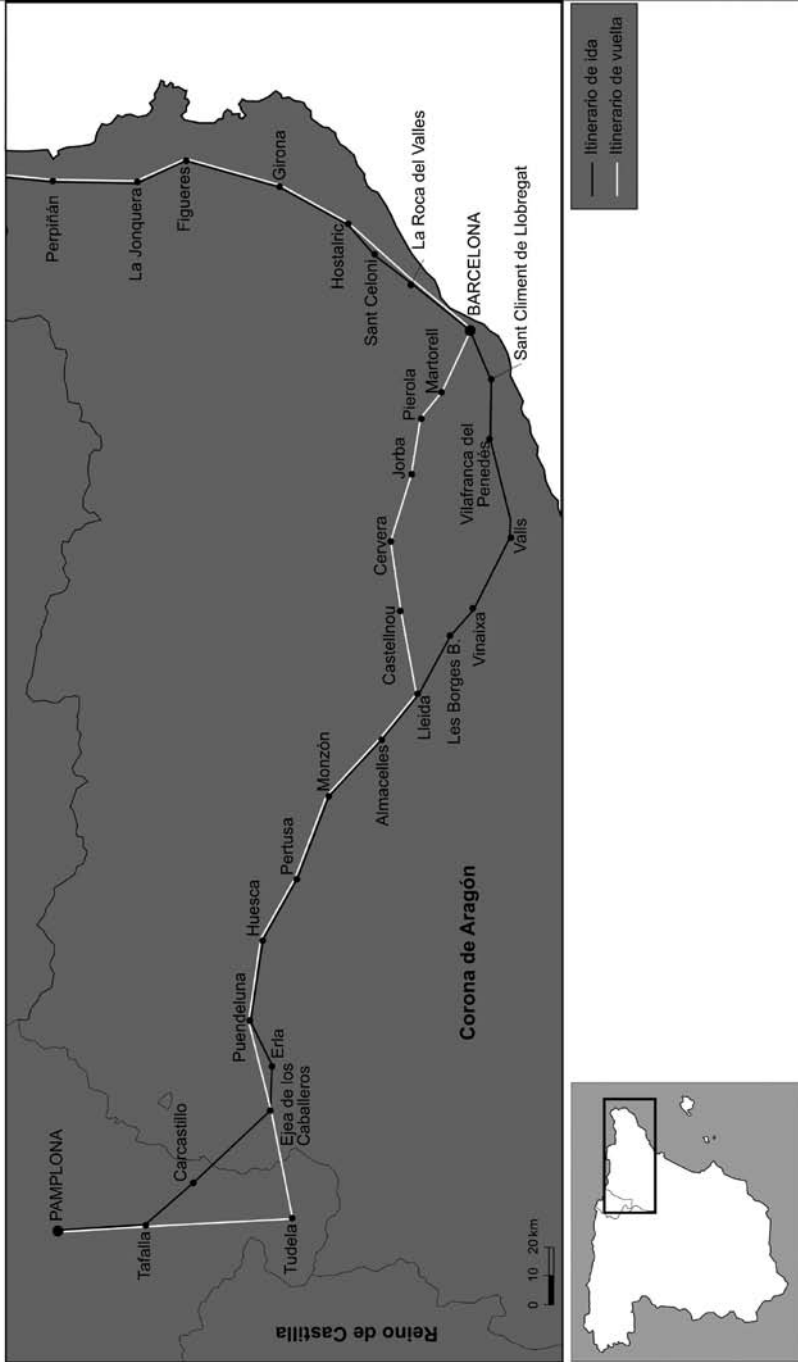 PAMPLONA
Tafalla
Carcastillo
Tudela
Ejea de los
Caballeros
Erla
Puendeluna
Huesca
Pertusa
Monzón
Almacelles
Lleida
Castellnou
Cervera
Jorba
Pierola
Martorell
Les Borges B.
Vinaixa
Valls
Vilafranca del
Penedés
Sant Climent de Llobregat
BARCELONA
La Roca del Valles
Sant Celoni
Hostalric
Girona
Figueres
La Jonquera
Perpiñán
Reino de Castilla
Corona de Aragón
0 10 20 km
Itinerario de ida
Itinerario de vuelta